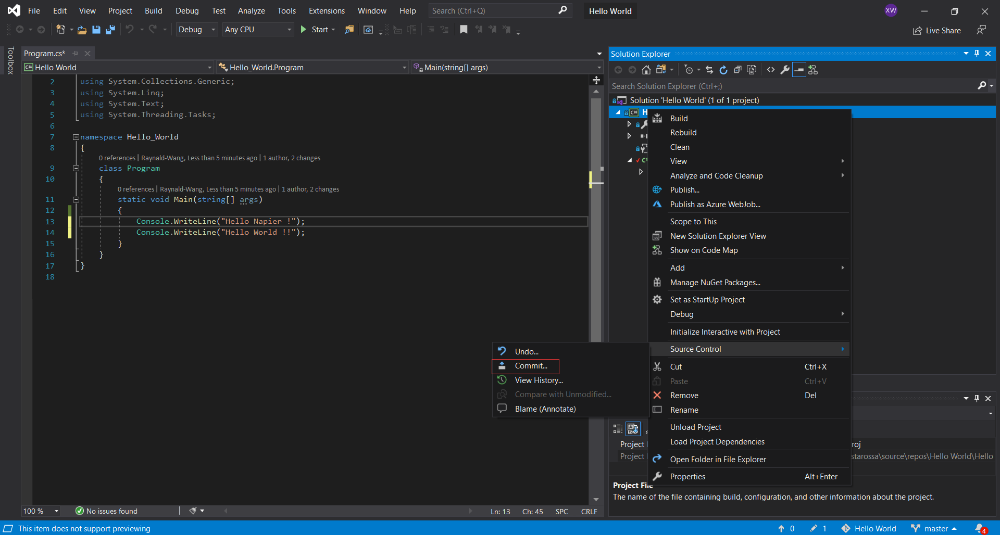 File Edit View Project Build Debug Test Analyze Tools Extensions Window Help Search (Ctrl+Q) Hello World XW
Debug Any CPU Start Live Share
Toolbox
Program.cs*
Hello World Hello_World.Program Main(string[] args)
2 using System.Collections.Generic;
3 using System.Linq;
4 using System.Text;
5 using System.Threading.Tasks;
6
7 namespace Hello_World
8 {
0 references | Raynald-Wang, Less than 5 minutes ago | 1 author, 2 changes
9 class Program
10 {
0 references | Raynald-Wang, Less than 5 minutes ago | 1 author, 2 changes
11 static void Main(string[] args)
12 {
13 Console.WriteLine("Hello Napier !");
14 Console.WriteLine("Hello World !!");
15 }
16 }
17 }
18
100 % No issues found Ln: 13 Ch: 45 SPC CRLF
Solution Explorer
Search Solution Explorer (Ctrl+;)
Solution 'Hello World' (1 of 1 project)
C# H
C
Build
Rebuild
Clean
View
Analyze and Code Cleanup
Publish...
Publish as Azure WebJob...
Scope to This
New Solution Explorer View
Show on Code Map
Add
Manage NuGet Packages...
Set as StartUp Project
Debug
Initialize Interactive with Project
Source Control
Cut Ctrl+X
Paste Ctrl+V
Remove Del
Rename
Unload Project
Load Project Dependencies
Open Folder in File Explorer
Properties Alt+Enter
Undo...
Commit...
View History...
Compare with Unmodified...
Blame (Annotate)
Project roj
Project starossa\source\repos\Hello World\Hello
Project File
The name of the file containing build, configuration, and other information about the project.
This item does not support previewing 0 1 Hello World master 4